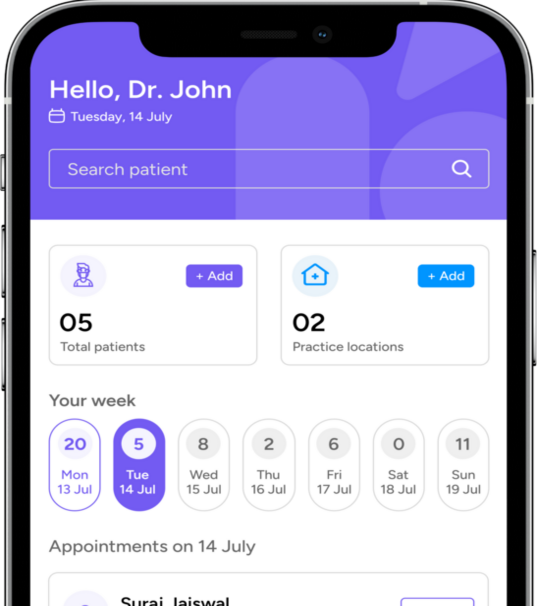 Hello, Dr. John
Tuesday, 14 July
Search patient
+ Add
05
Total patients
+ Add
02
Practice locations
Your week
20 5 8 2 6 0 11
Mon Tue Wed Thu Fri Sat Sun
13 Jul 14 Jul 15 Jul 16 Jul 17 Jul 18 Jul 19 Jul
Appointments on 14 July
Suraj Jaiswal